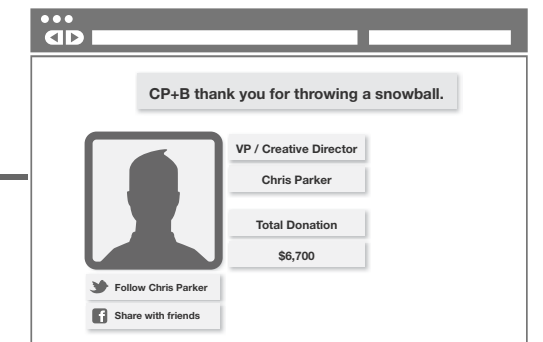 CP+B thank you for throwing a snowball.
VP / Creative Director
Chris Parker
Total Donation
$6,700
Follow Chris Parker
Share with friends